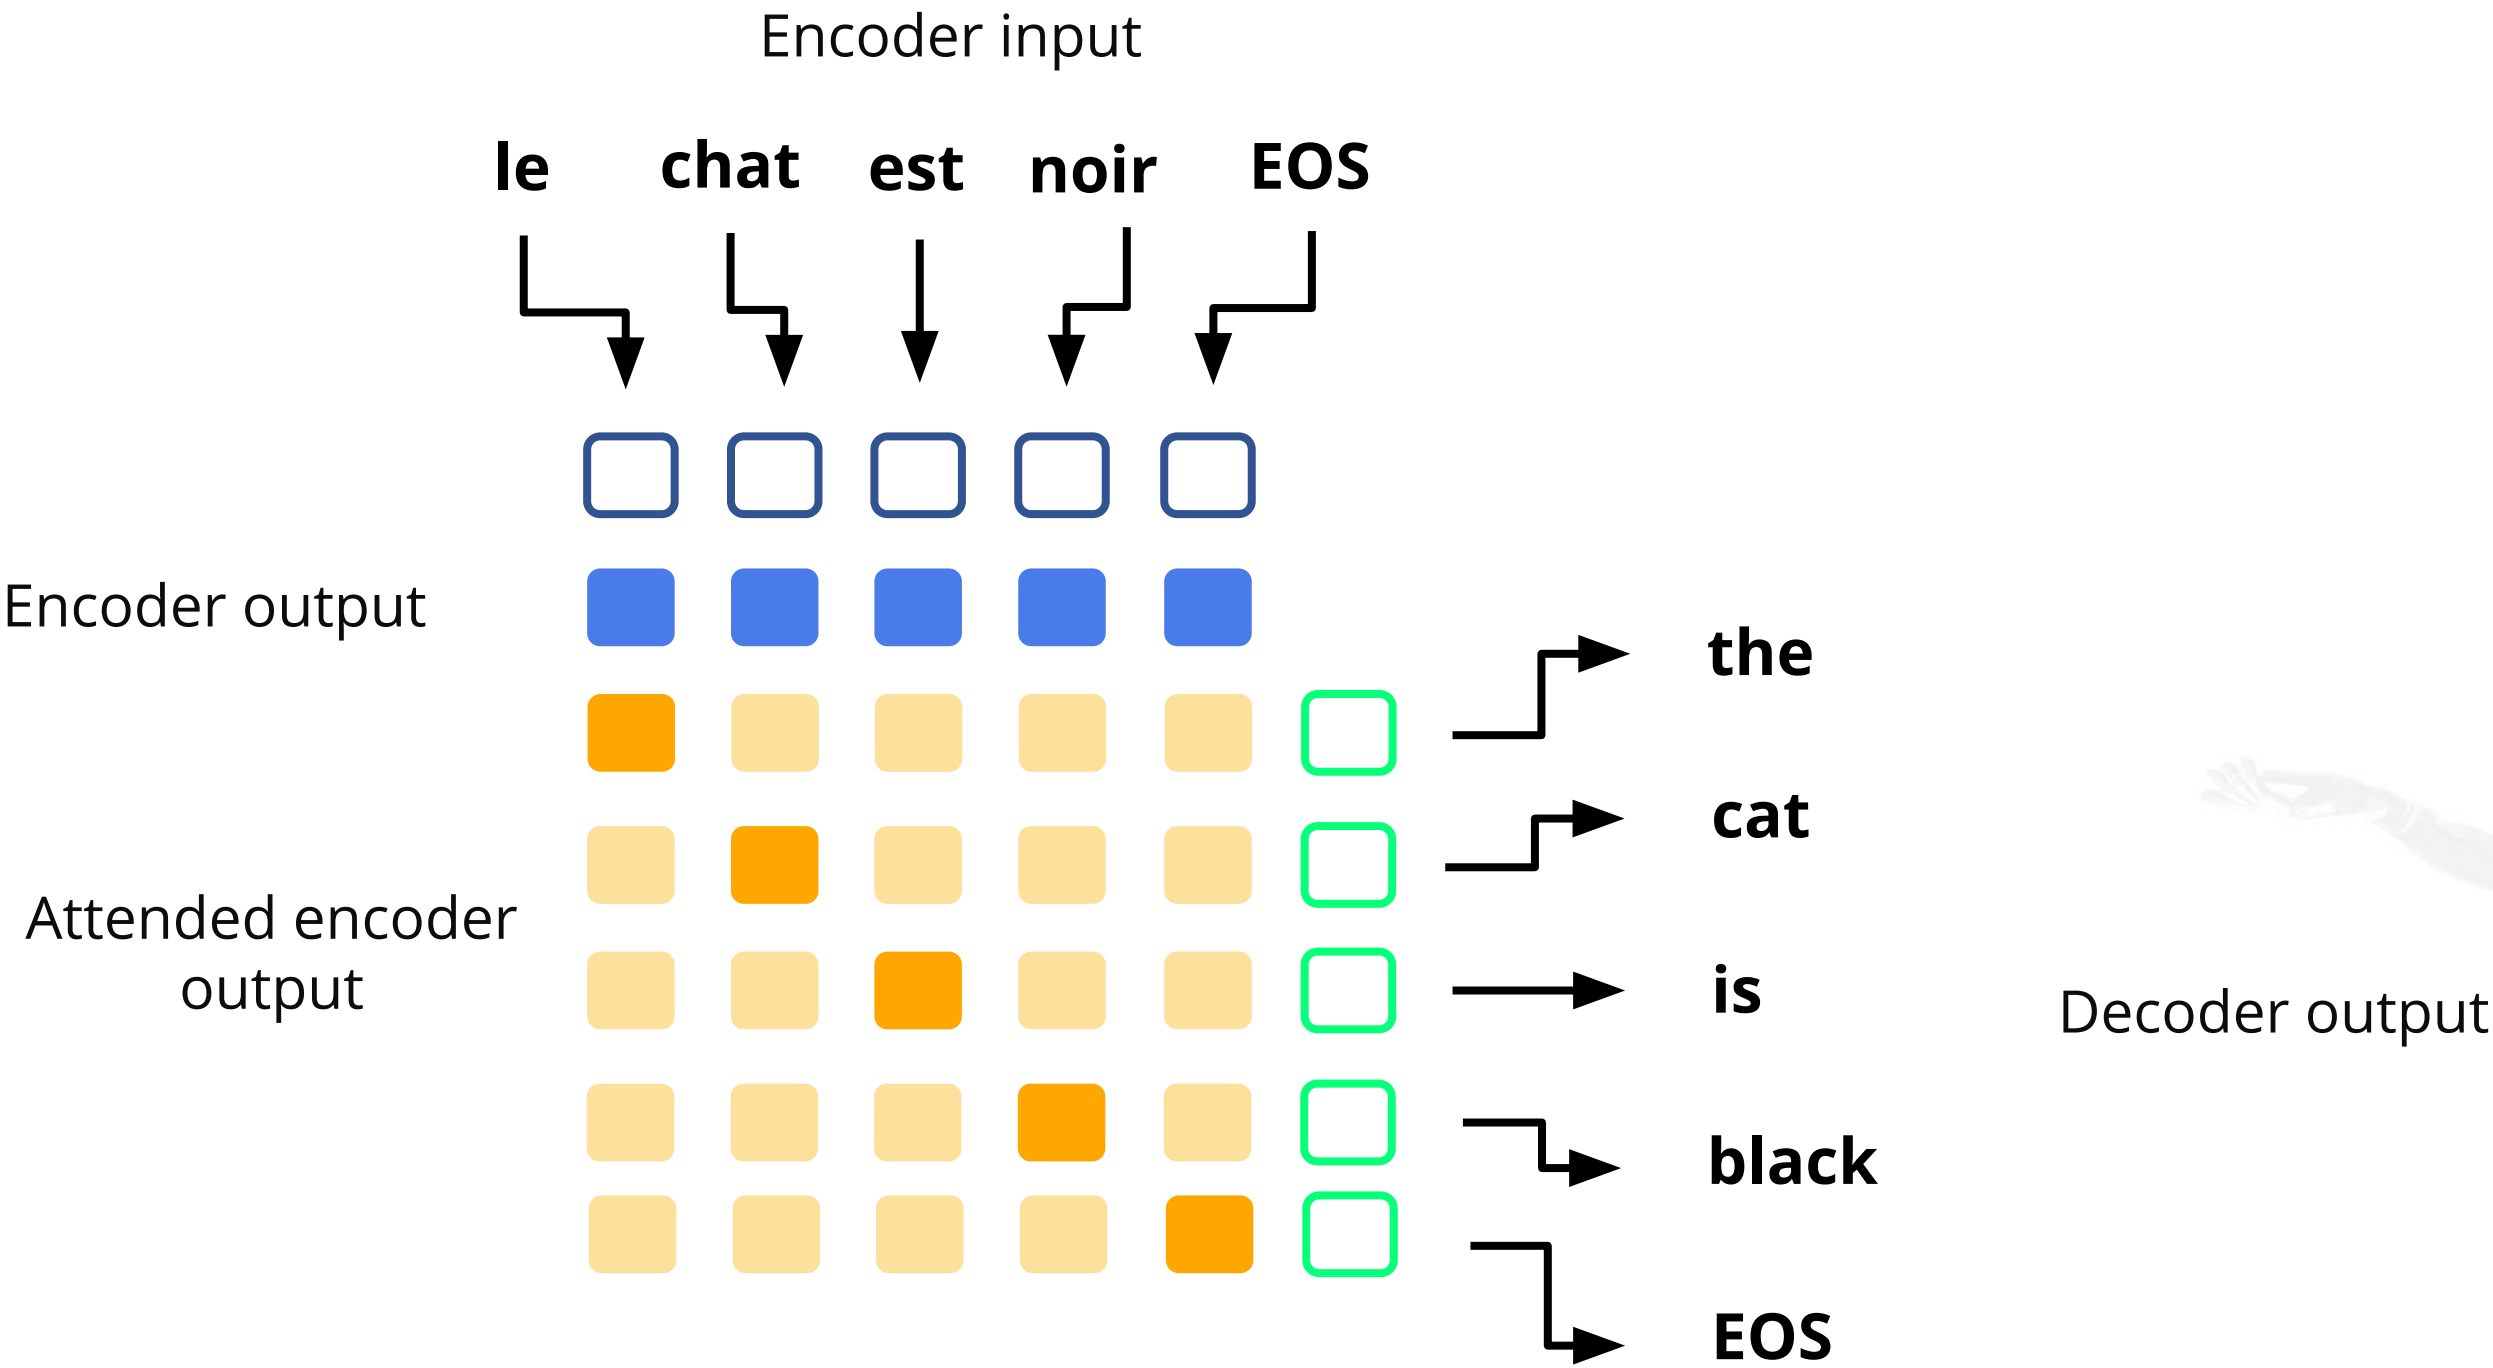 Encoder input
le chat est noir EOS
Encoder output
the
cat
Attended encoder
output
is
Decoder output
black
EOS